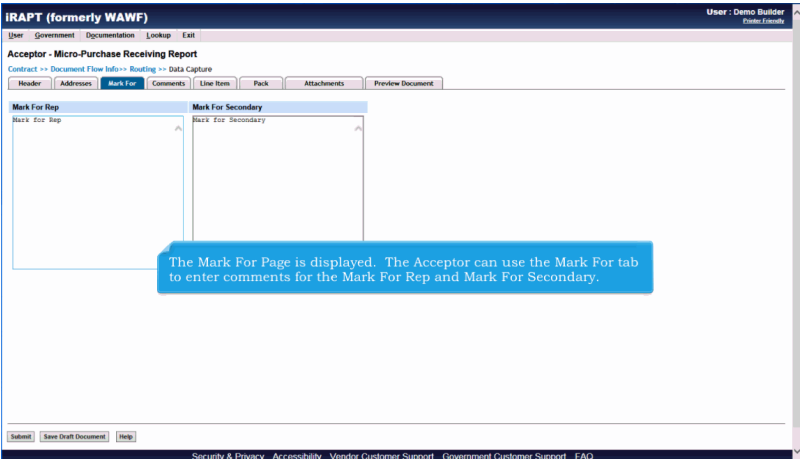 iRAPT (formerly WAWF)
User : Demo Builder
Printer Friendly
User Government Documentation Lookup Exit
Acceptor - Micro-Purchase Receiving Report
Contract >> Document Flow Info>> Routing >> Data Capture
Header Addresses Mark For Comments Line Item Pack Attachments Preview Document
Mark For Rep Mark For Secondary
Mark for Rep Mark for Secondary
The Mark For Page is displayed. The Acceptor can use the Mark For tab
to enter comments for the Mark For Rep and Mark For Secondary.
Submit Save Draft Document Help
Security & Privacy Accessibility Vendor Customer Support Government Customer Support FAQ